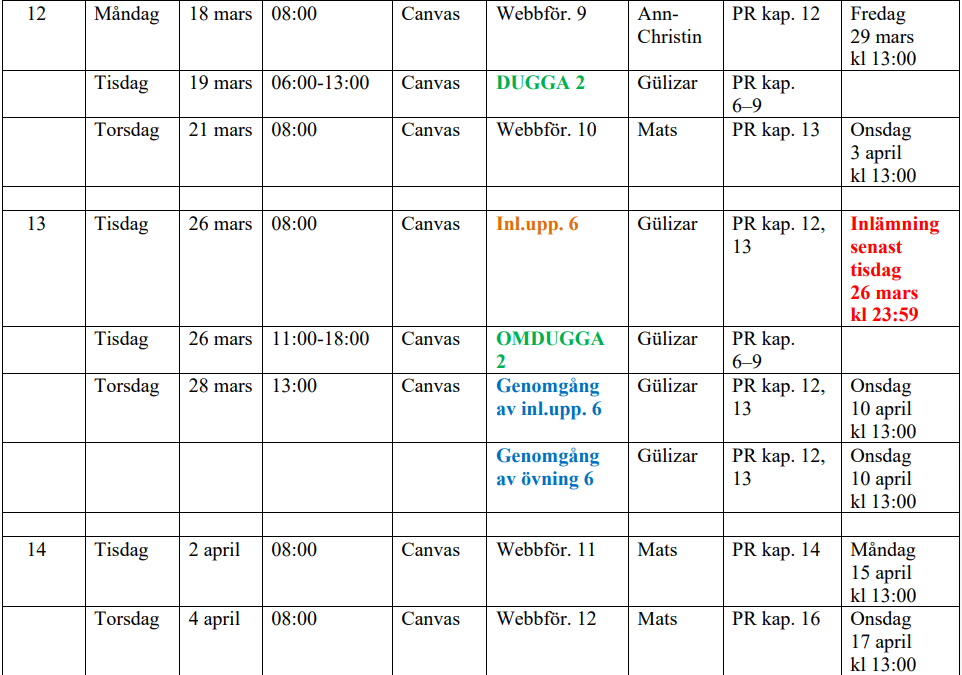 12 Måndag 18 mars 08:00 Canvas Webbför. 9 Ann- PR kap. 12 Fredag
Christin 29 mars
kl 13:00
Tisdag 19 mars 06:00-13:00 Canvas DUGGA 2 Gülizar PR kap.
6–9
Torsdag 21 mars 08:00 Canvas Webbför. 10 Mats PR kap. 13 Onsdag
3 april
kl 13:00
13 Tisdag 26 mars 08:00 Canvas Inl.upp. 6 Gülizar PR kap. 12, Inlämning
13 senast
tisdag
26 mars
kl 23:59
Tisdag 26 mars 11:00-18:00 Canvas OMDUGGA Gülizar PR kap.
2 6–9
Torsdag 28 mars 13:00 Canvas Genomgång Gülizar PR kap. 12, Onsdag
av inl.upp. 6 13 10 april
kl 13:00
Genomgång Gülizar PR kap. 12, Onsdag
av övning 6 13 10 april
kl 13:00
14 Tisdag 2 april 08:00 Canvas Webbför. 11 Mats PR kap. 14 Måndag
15 april
kl 13:00
Torsdag 4 april 08:00 Canvas Webbför. 12 Mats PR kap. 16 Onsdag
17 april
kl 13:00